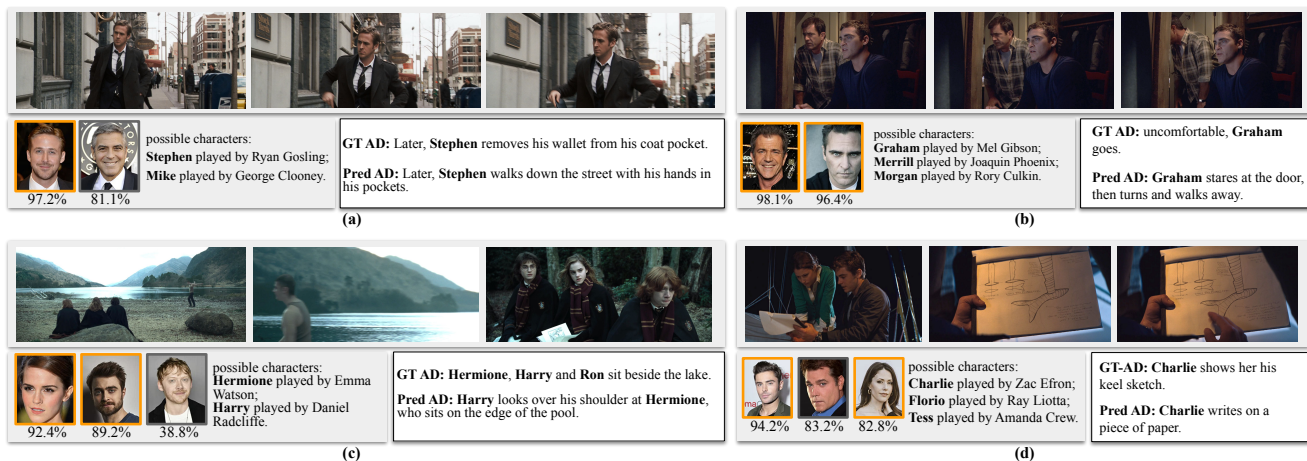 possible characters:
Stephen played by Ryan Gosling;
Mike played by George Clooney.
97.2% 81.1%
GT AD: Later, Stephen removes his wallet from his coat pocket.
Pred AD: Later, Stephen walks down the street with his hands in
his pockets.
(a)
possible characters:
Graham played by Mel Gibson;
Merrill played by Joaquin Phoenix;
Morgan played by Rory Culkin.
98.1% 96.4%
GT AD: uncomfortable, Graham
goes.
Pred AD: Graham stares at the door,
then turns and walks away.
(b)
possible characters:
Hermione played by Emma
Watson;
Harry played by Daniel
Radcliffe.
92.4% 89.2% 38.8%
GT AD: Hermione, Harry and Ron sit beside the lake.
Pred AD: Harry looks over his shoulder at Hermione,
who sits on the edge of the pool.
(c)
possible characters:
Charlie played by Zac Efron;
Florio played by Ray Liotta;
Tess played by Amanda Crew.
94.2% 83.2% 82.8%
GT-AD: Charlie shows her his
keel sketch.
Pred AD: Charlie writes on a
piece of paper.
(d)